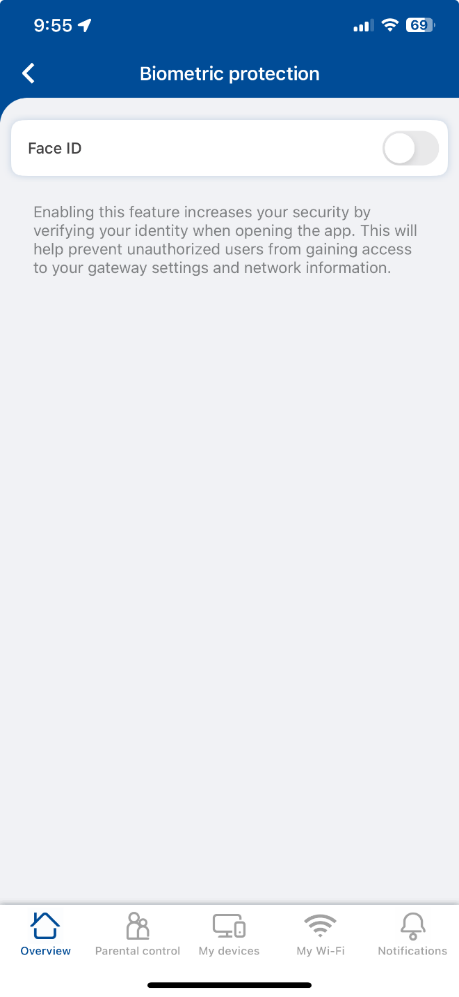 9:55
69
Biometric protection
Face ID
Enabling this feature increases your security by
verifying your identity when opening the app. This will
help prevent unauthorized users from gaining access
to your gateway settings and network information.
Overview
Parental control
My devices
My Wi-Fi
Notifications